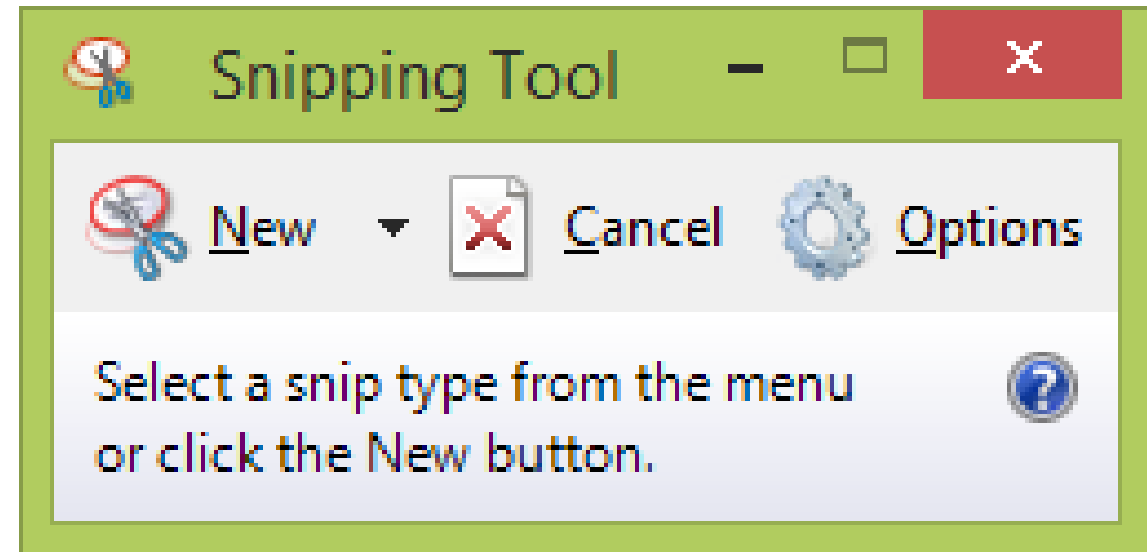 Snipping Tool
New Cancel Options
Select a snip type from the menu
or click the New button.